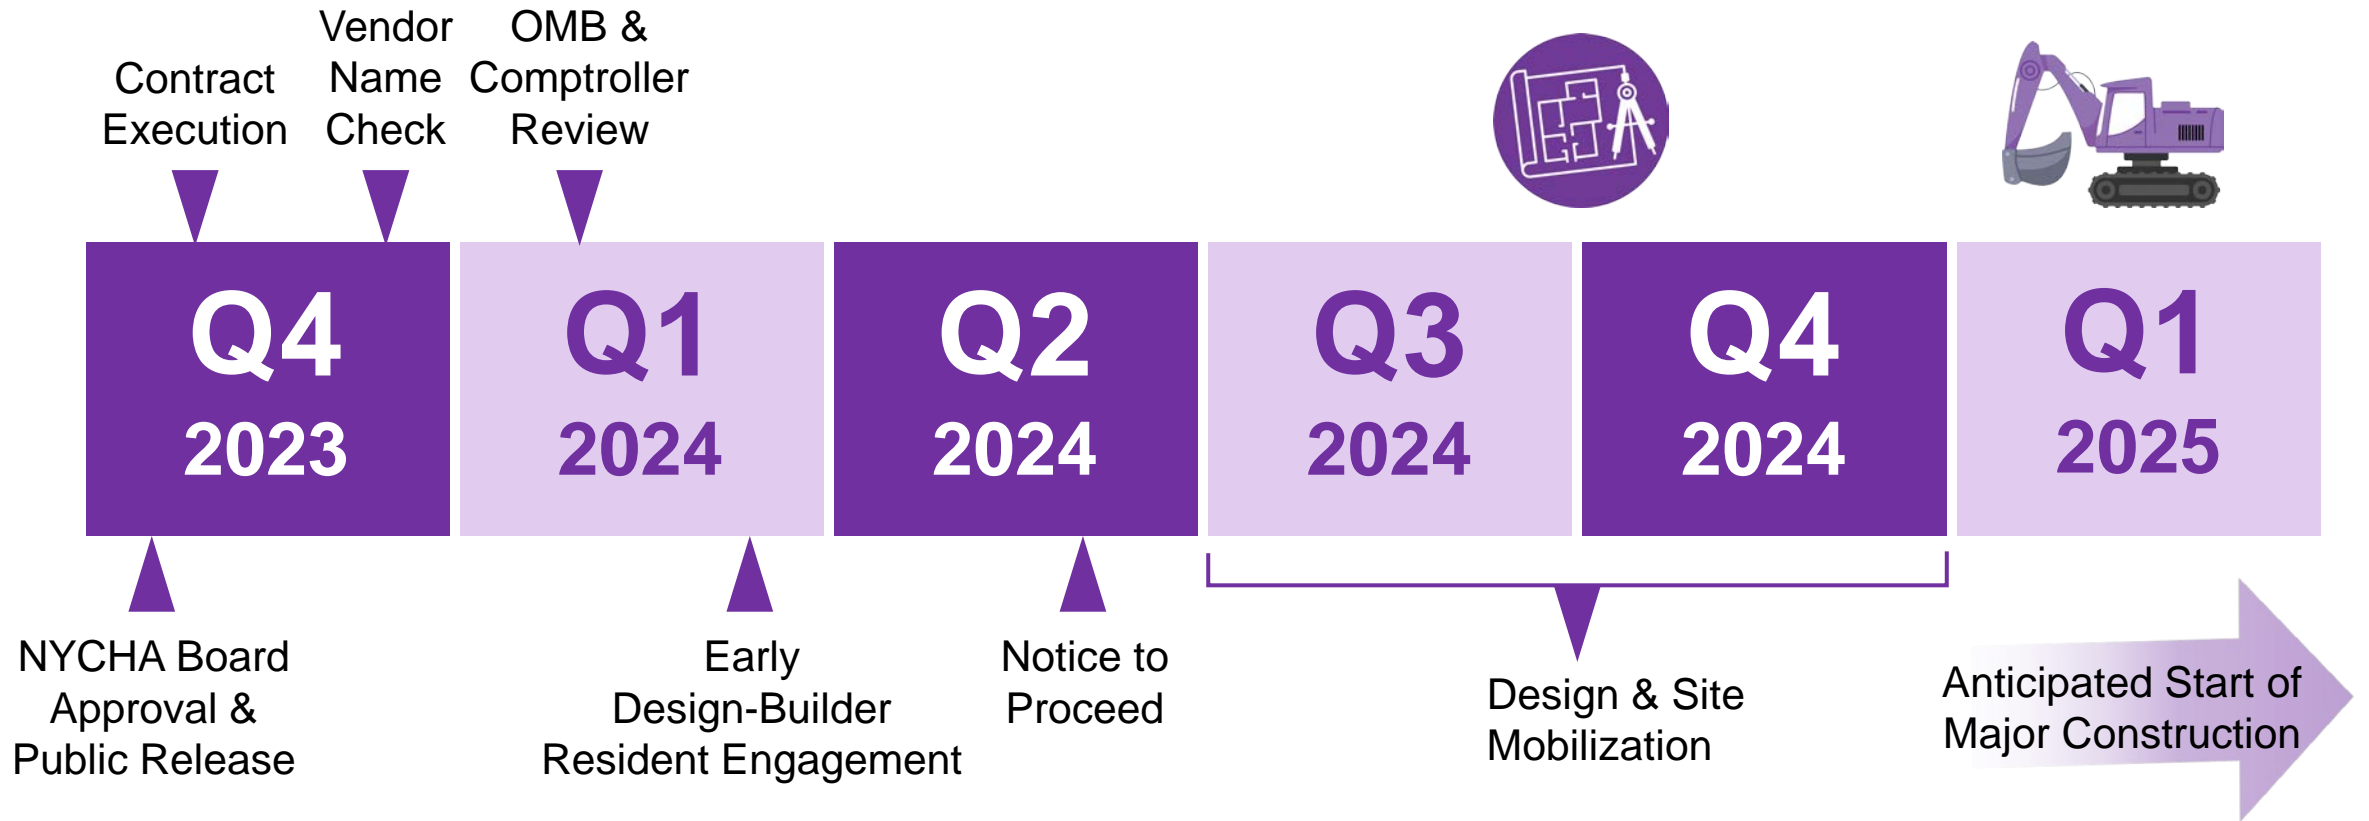 Contract
Execution
Vendor
Name
Check
OMB &
Comptroller
Review
Q4
2023
Q1
2024
Q2
2024
Q3
2024
Q4
2024
Q1
2025
NYCHA Board
Approval &
Public Release
Early
Design-Builder
Resident Engagement
Notice to
Proceed
Design & Site
Mobilization
Anticipated Start of
Major Construction